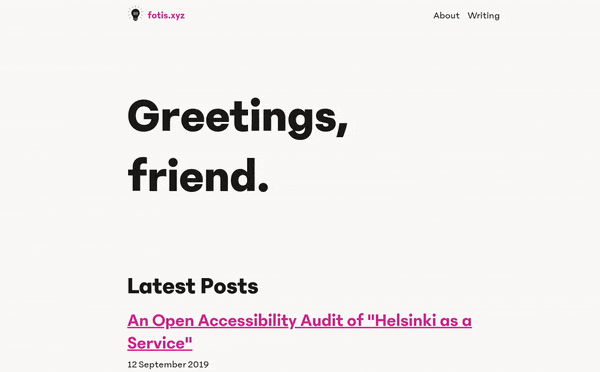 fotis.xyz
About Writing
Greetings,
friend.
Latest Posts
An Open Accessibility Audit of "Helsinki as a
Service"
12 September 2019